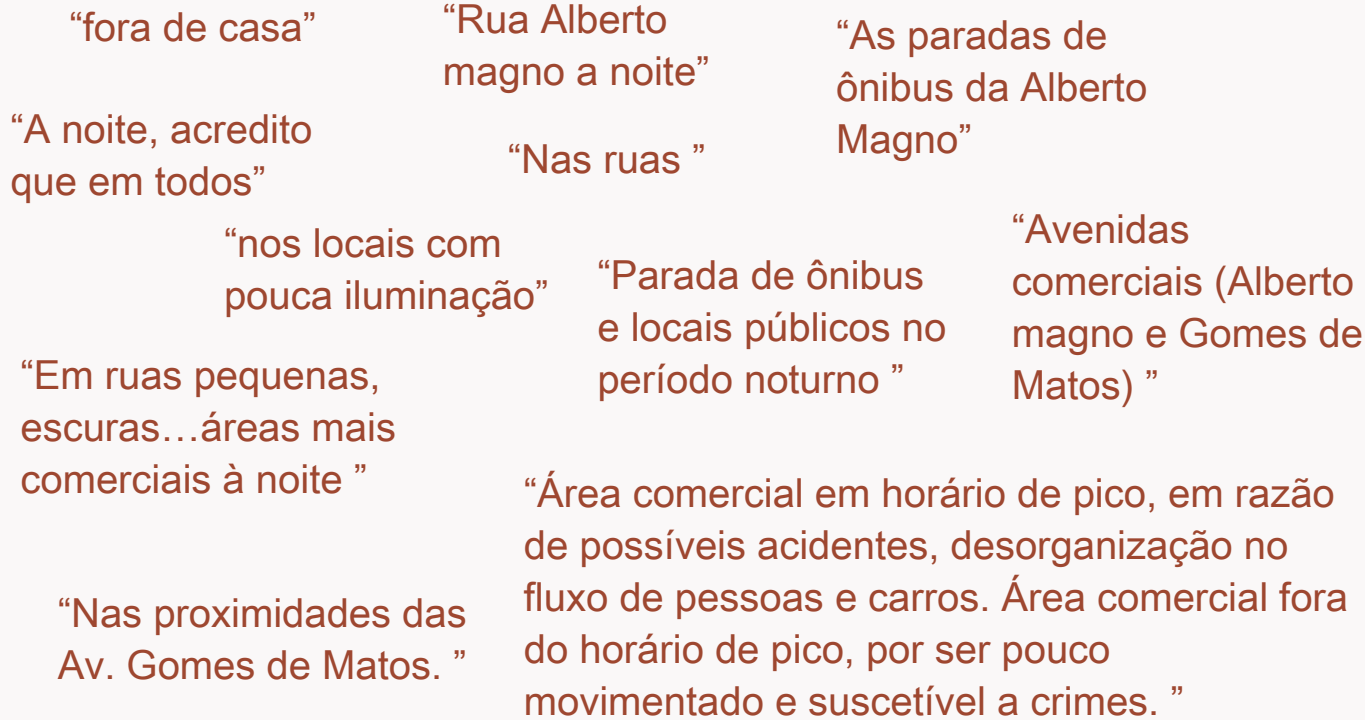 “fora de casa”
“Rua Alberto
magno a noite”
“As paradas de
ônibus da Alberto
Magno”
“A noite, acredito
que em todos”
“Nas ruas ”
“nos locais com
pouca iluminação”
“Parada de ônibus
e locais públicos no
período noturno ”
“Avenidas
comerciais (Alberto
magno e Gomes de
Matos) ”
“Em ruas pequenas,
escuras…áreas mais
comerciais à noite ”
“Área comercial em horário de pico, em razão
de possíveis acidentes, desorganização no
fluxo de pessoas e carros. Área comercial fora
do horário de pico, por ser pouco
movimentado e suscetível a crimes. ”
“Nas proximidades das
Av. Gomes de Matos. ”